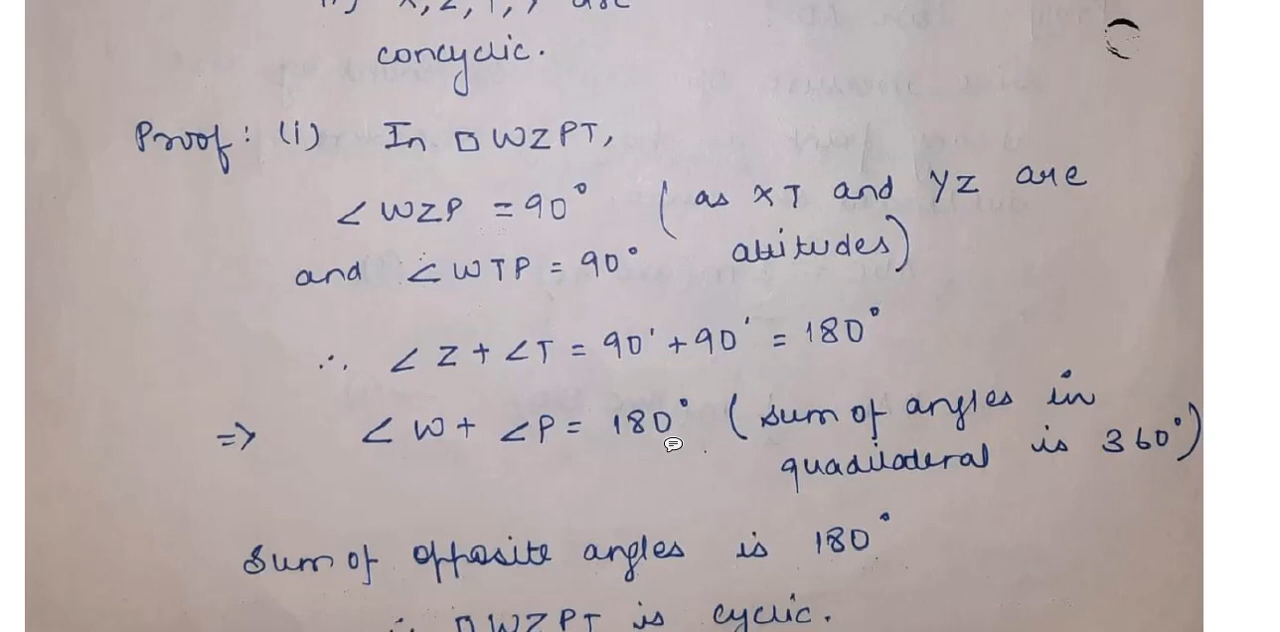 concyclic.
Proof: (i) In □ WZPT,
∠WZP = 90° (as XT and YZ are
and ∠WTP = 90° altitudes)
∴ ∠Z + ∠T = 90' + 90' = 180°
=> ∠W + ∠P = 180° (sum of angles in
quadilateral is 360°)
Sum of opposite angles is 180°
∴ □WZPT is cyclic.